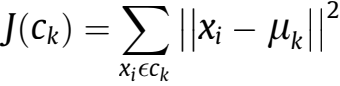 J(c_k) = \sum_{x_i \epsilon c_k} ||x_i - \mu_k||^2